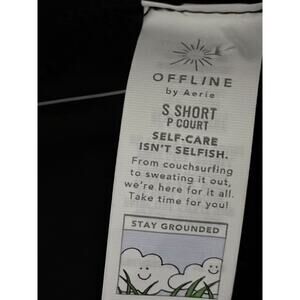 OFFLINE
by Aerie
S SHORT
P COURT
SELF-CARE
ISN'T SELFISH.
From couchsurfing
to sweating it out,
we're here for it all.
Take time for you!
STAY GROUNDED